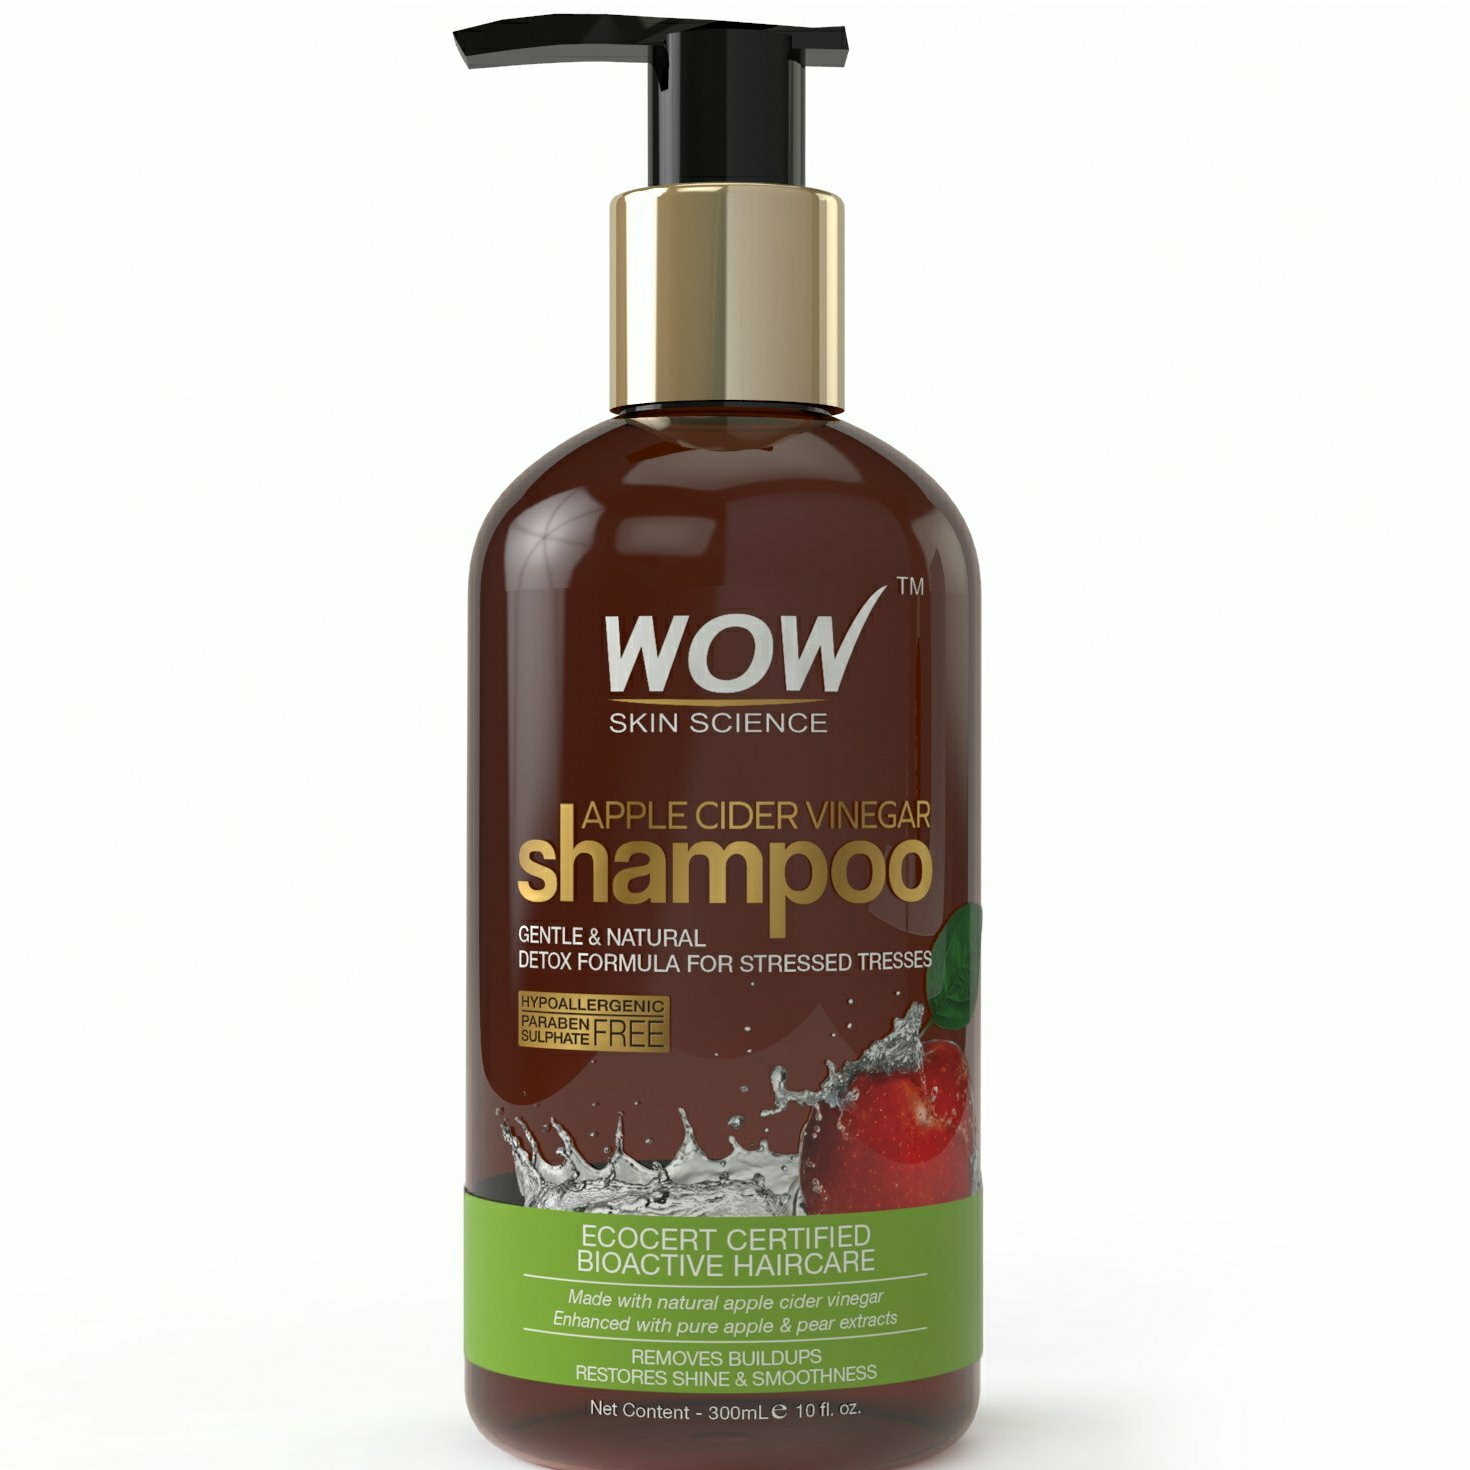 WOW™
SKIN SCIENCE
APPLE CIDER VINEGAR
shampoo
GENTLE & NATURAL
DETOX FORMULA FOR STRESSED TRESSES
HYPOALLERGENIC
PARABEN
SULPHATE FREE
ECOCERT CERTIFIED
BIOACTIVE HAIRCARE
Made with natural apple cider vinegar
Enhanced with pure apple & pear extracts
REMOVES BUILDUPS
RESTORES SHINE & SMOOTHNESS
Net Content - 300mL℮ 10 fl. oz.